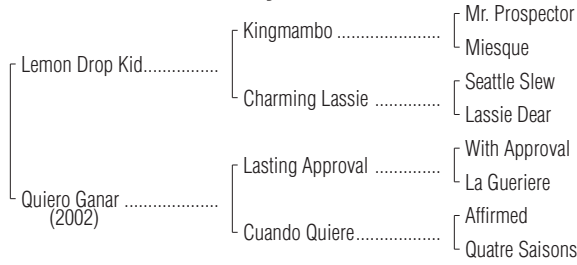 Mr. Prospector
Kingmambo .....................
Miesque
Lemon Drop Kid................
Seattle Slew
Charming Lassie ..............
Lassie Dear
With Approval
Lasting Approval ..............
La Gueriere
Quiero Ganar ....................
(2002)
Affirmed
Cuando Quiere..................
Quatre Saisons